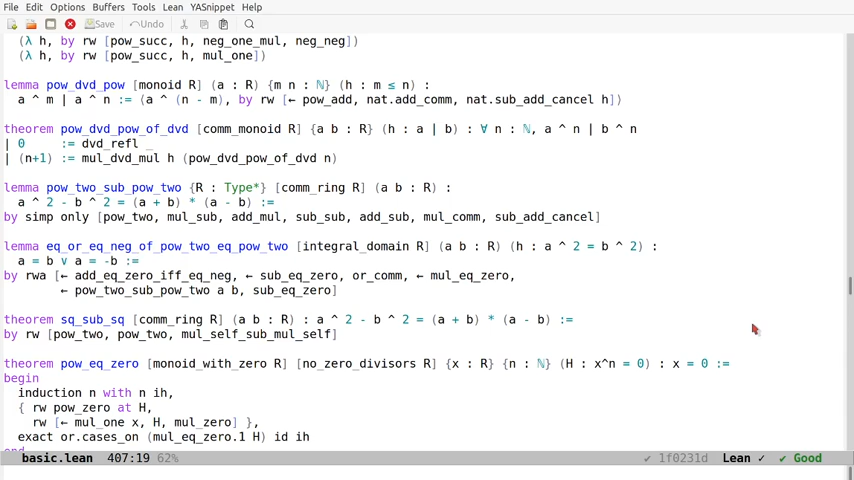 File Edit Options Buffers Tools Lean YASnippet Help
Save Undo
(λ h, by rw [pow_succ, h, neg_one_mul, neg_neg])
(λ h, by rw [pow_succ, h, mul_one])
lemma pow_dvd_pow [monoid R] (a : R) {m n : ℕ} (h : m ≤ n) :
a ^ m ∣ a ^ n := ⟨a ^ (n - m), by rw [← pow_add, nat.add_comm, nat.sub_add_cancel h]⟩
theorem pow_dvd_pow_of_dvd [comm_monoid R] {a b : R} (h : a ∣ b) : ∀ n : ℕ, a ^ n ∣ b ^ n
| 0 := dvd_refl _
| (n+1) := mul_dvd_mul h (pow_dvd_pow_of_dvd n)
lemma pow_two_sub_pow_two {R : Type*} [comm_ring R] (a b : R) :
a ^ 2 - b ^ 2 = (a + b) * (a - b) :=
by simp only [pow_two, mul_sub, add_mul, sub_sub, add_sub, mul_comm, sub_add_cancel]
lemma eq_or_eq_neg_of_pow_two_eq_pow_two [integral_domain R] (a b : R) (h : a ^ 2 = b ^ 2) :
a = b ∨ a = -b :=
by rwa [← add_eq_zero_iff_eq_neg, ← sub_eq_zero, or_comm, ← mul_eq_zero,
← pow_two_sub_pow_two a b, sub_eq_zero]
theorem sq_sub_sq [comm_ring R] (a b : R) : a ^ 2 - b ^ 2 = (a + b) * (a - b) :=
by rw [pow_two, pow_two, mul_self_sub_mul_self]
theorem pow_eq_zero [monoid_with_zero R] [no_zero_divisors R] {x : R} {n : ℕ} (H : x^n = 0) : x = 0 :=
begin
induction n with n ih,
{ rw pow_zero at H,
rw [← mul_one x, H, mul_zero] },
exact or.cases_on (mul_eq_zero.1 H) id ih
end
basic.lean 407:19 62% ✓ 1f0231d Lean ✓ ✓ Good